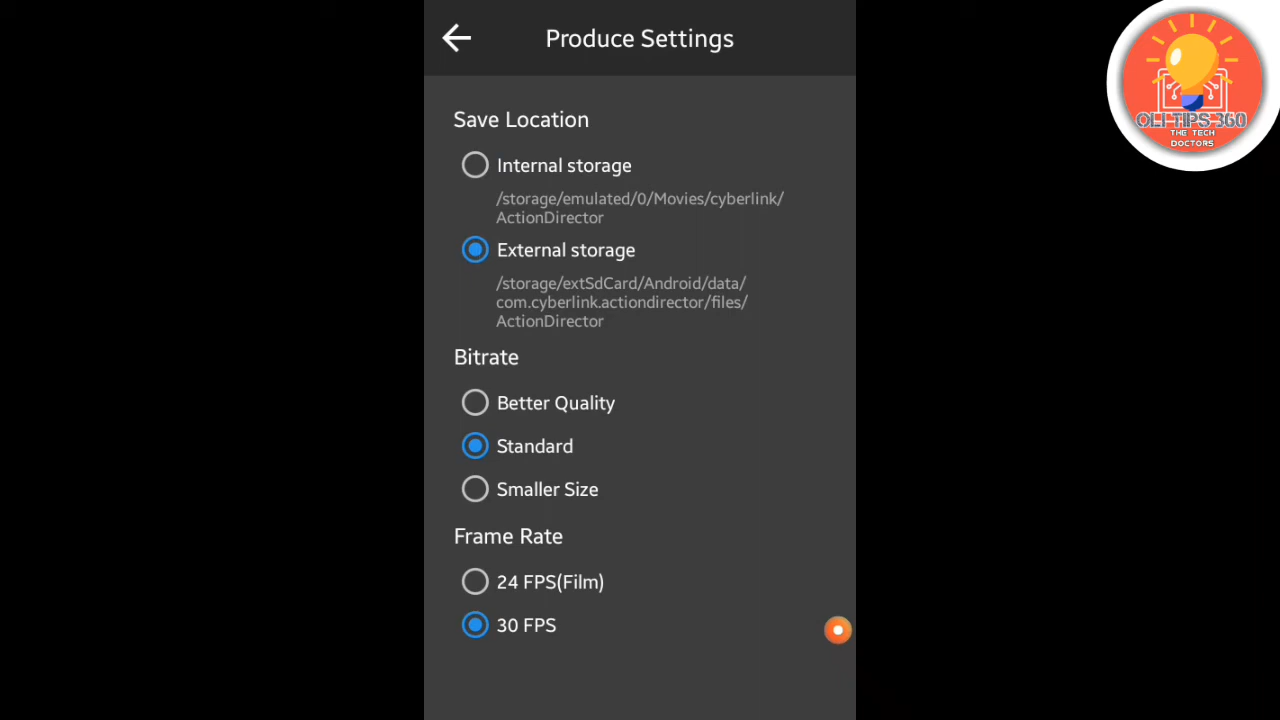 Produce Settings
Save Location
Internal storage
/storage/emulated/0/Movies/cyberlink/
ActionDirector
External storage
/storage/extSdCard/Android/data/
com.cyberlink.actiondirector/files/
ActionDirector
Bitrate
Better Quality
Standard
Smaller Size
Frame Rate
24 FPS(Film)
30 FPS
OLI TIPS 360
THE TECH
DOCTORS